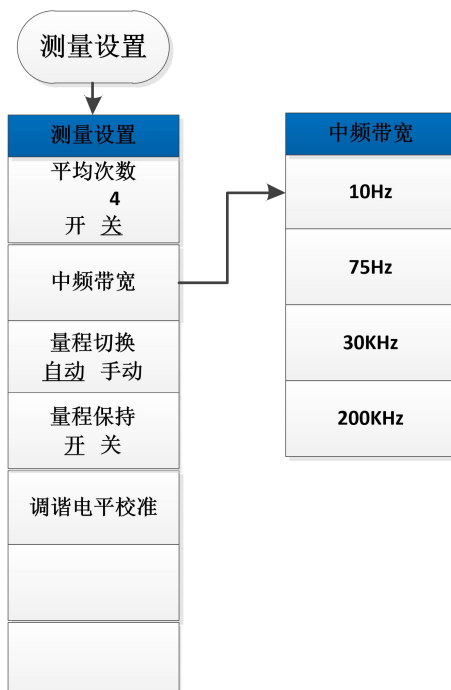 测量设置
测量设置
平均次数
4
开 关
中频带宽
量程切换
自动 手动
量程保持
开 关
调谐电平校准
中频带宽
10Hz
75Hz
30KHz
200KHz